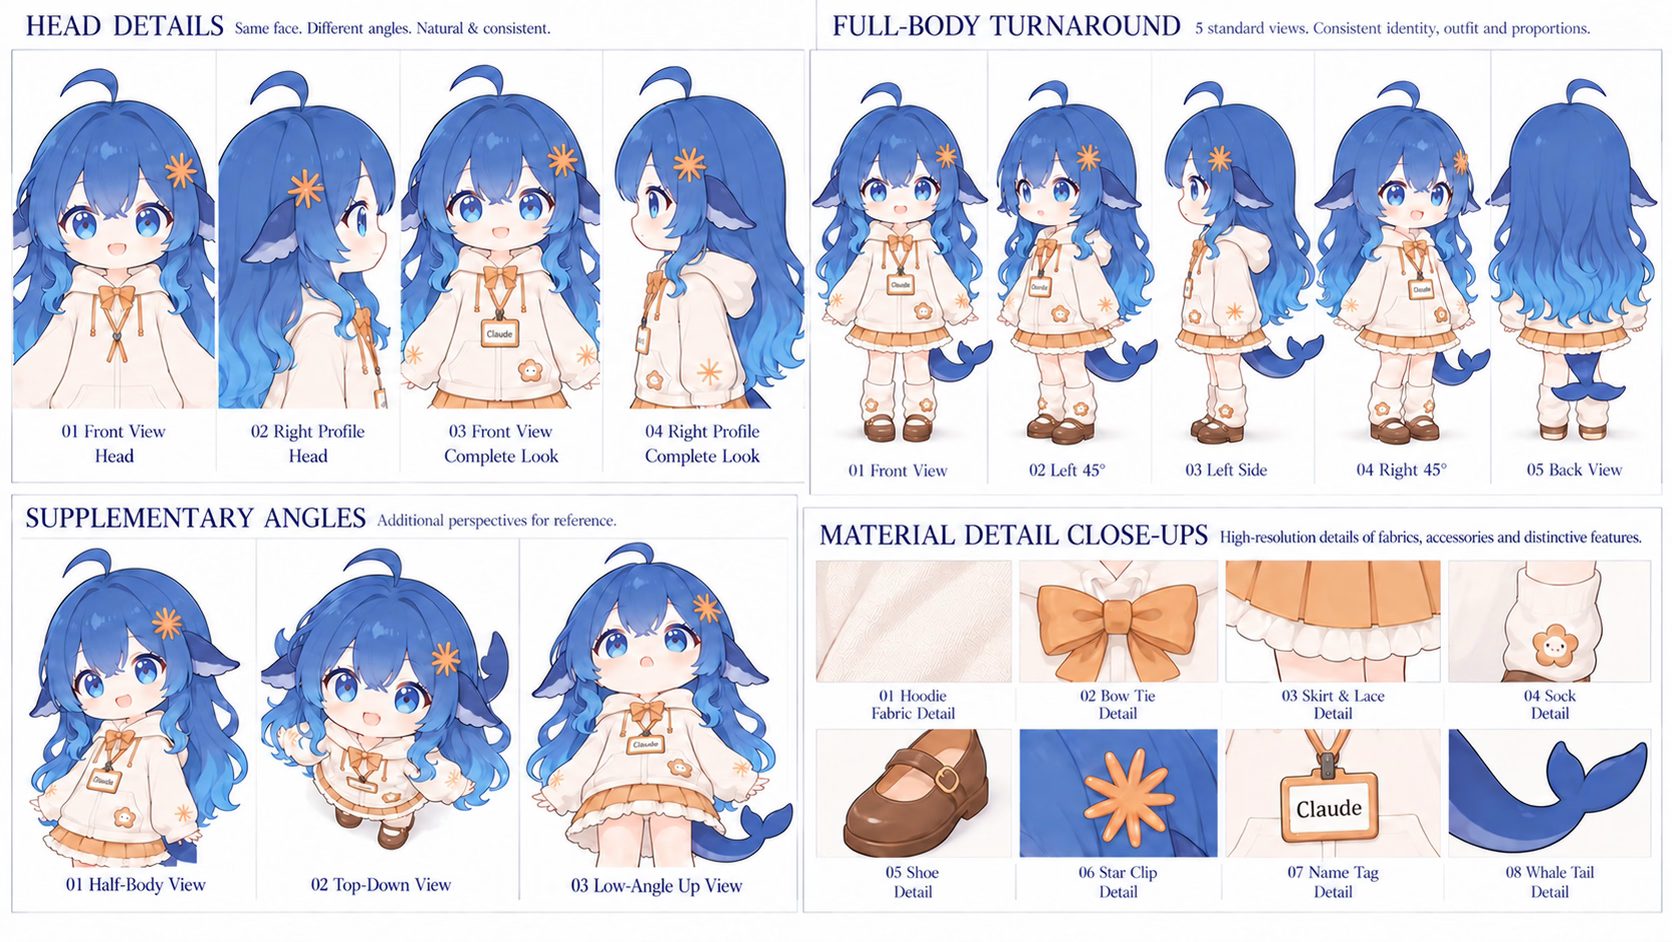 HEAD DETAILS Same face. Different angles. Natural & consistent.
Claude
01 Front View
Head
02 Right Profile
Head
03 Front View
Complete Look
04 Right Profile
Complete Look
FULL-BODY TURNAROUND 5 standard views. Consistent identity, outfit and proportions.
Claude
Claude
Claude
01 Front View
02 Left 45°
03 Left Side
04 Right 45°
05 Back View
SUPPLEMENTARY ANGLES Additional perspectives for reference.
Claude
Claude
01 Half-Body View
02 Top-Down View
03 Low-Angle Up View
MATERIAL DETAIL CLOSE-UPS High-resolution details of fabrics, accessories and distinctive features.
01 Hoodie
Fabric Detail
02 Bow Tie
Detail
03 Skirt & Lace
Detail
04 Sock
Detail
Claude
05 Shoe
Detail
06 Star Clip
Detail
07 Name Tag
Detail
08 Whale Tail
Detail